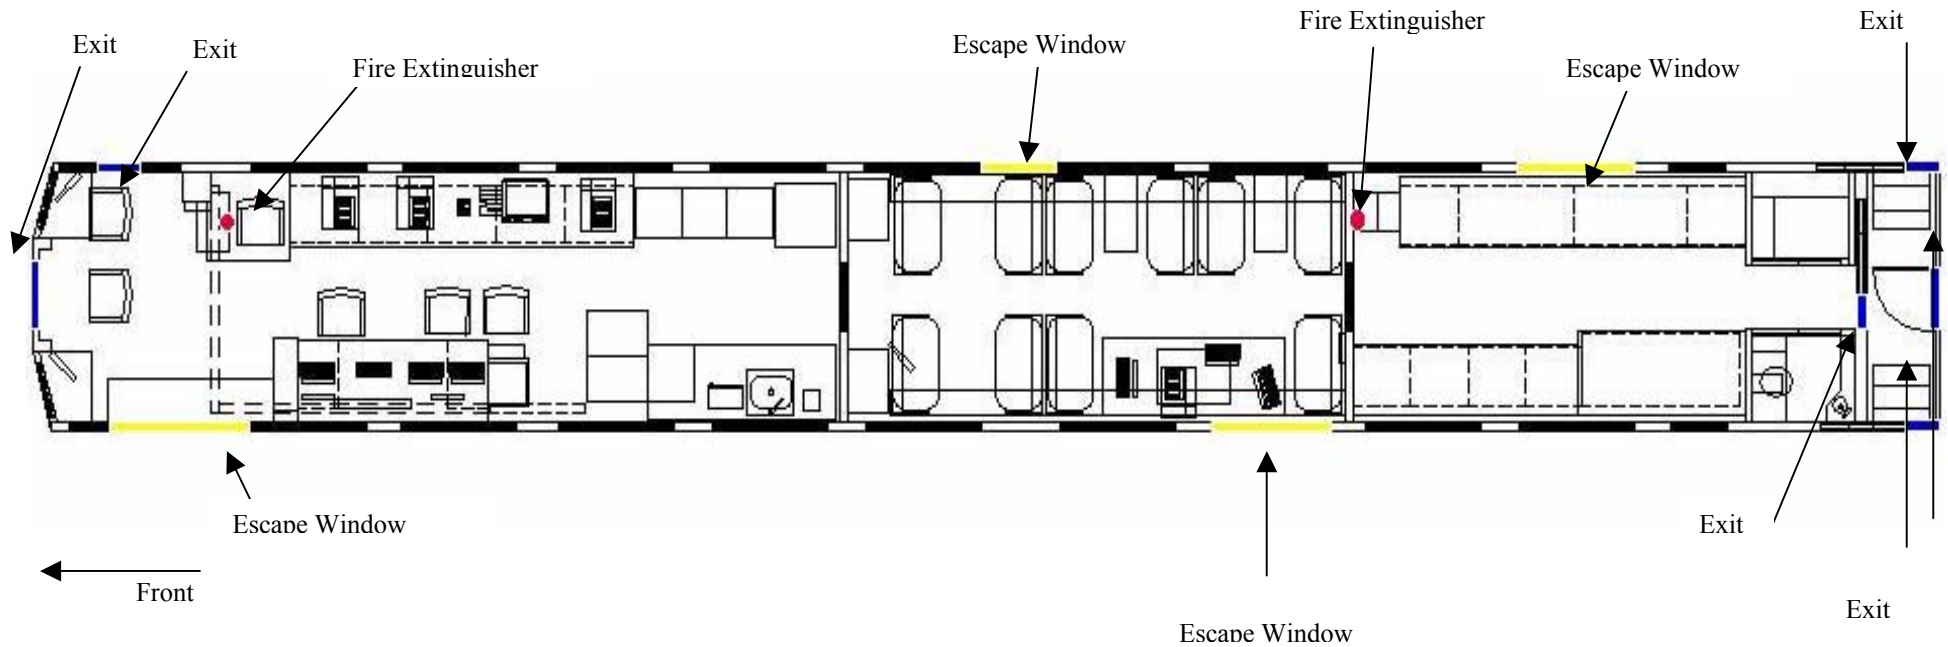 Exit
Exit
Fire Extinguisher
Escape Window
Fire Extinguisher
Escape Window
Exit
Escape Window
Front
Escape Window
Exit
Exit